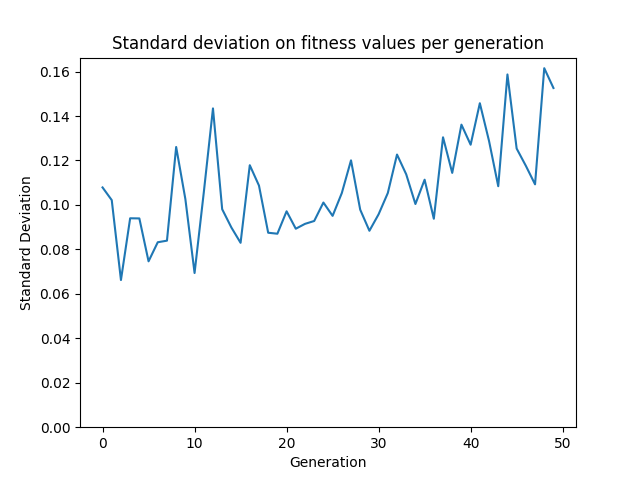 Standard deviation on fitness values per generation
0.16
0.14
0.12
0.10
0.08
0.06
0.04
0.02
0.00
Standard Deviation
0 10 20 30 40 50
Generation